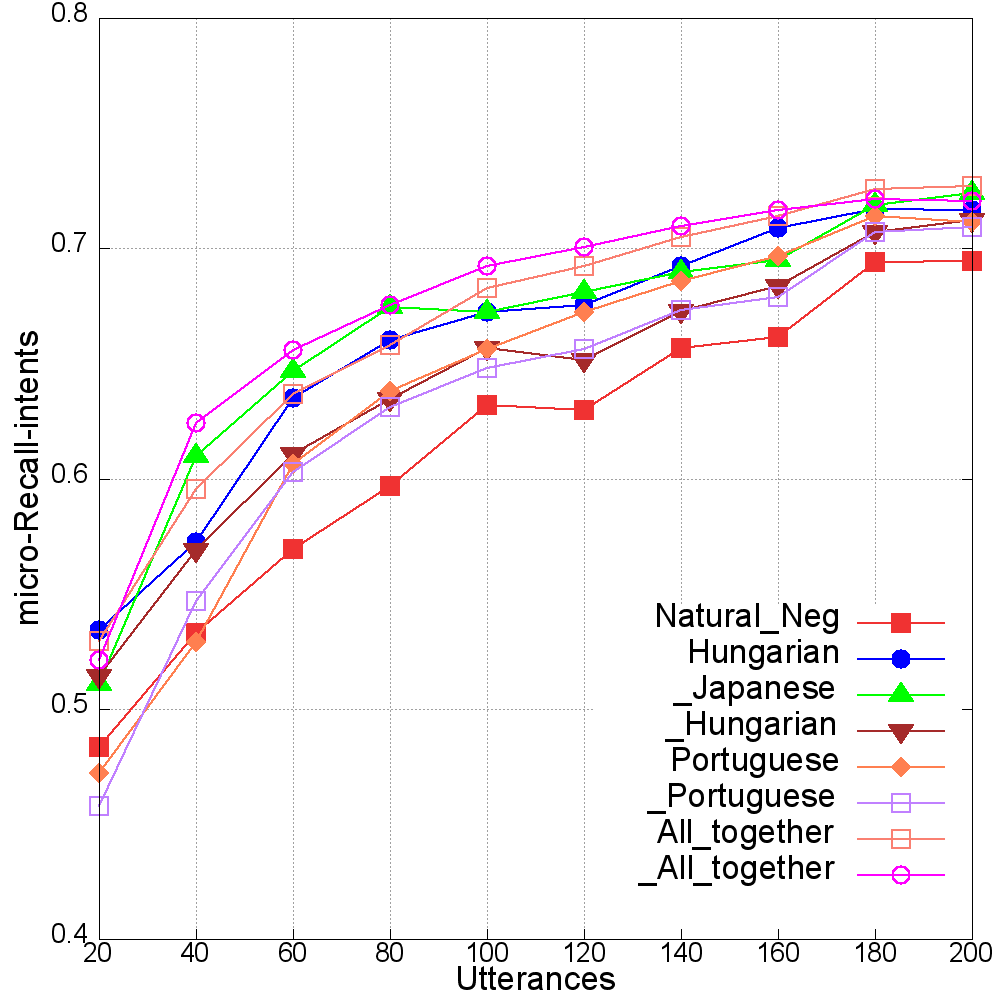 0.8
0.7
0.6
0.5
0.4
micro-Recall-intents
Natural_Neg
Hungarian
_Japanese
_Hungarian
Portuguese
_Portuguese
All_together
_All_together
20 40 60 80 100 120 140 160 180 200
Utterances